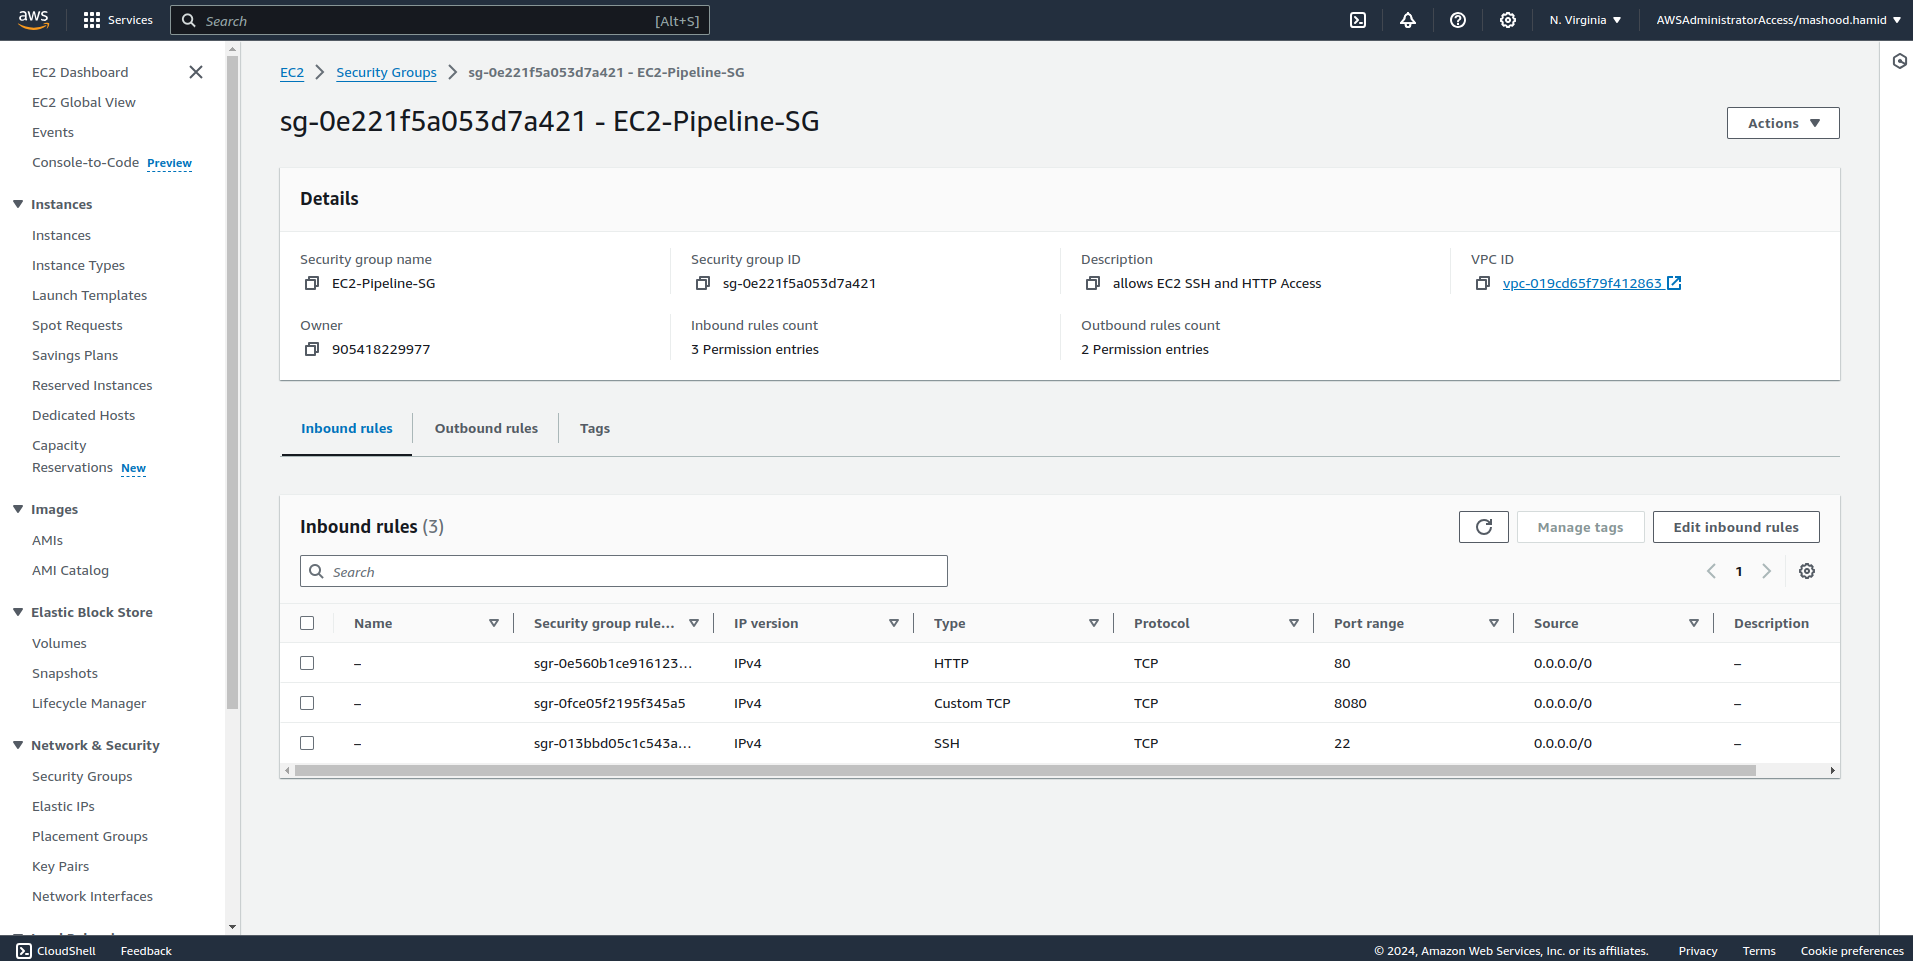 aws Services Search [Alt+S] N. Virginia AWSAdministratorAccess/mashood.hamid
EC2 Dashboard
EC2 Global View
Events
Console-to-Code Preview
Instances
Instances
Instance Types
Launch Templates
Spot Requests
Savings Plans
Reserved Instances
Dedicated Hosts
Capacity
Reservations New
Images
AMIs
AMI Catalog
Elastic Block Store
Volumes
Snapshots
Lifecycle Manager
Network & Security
Security Groups
Elastic IPs
Placement Groups
Key Pairs
Network Interfaces
EC2 Security Groups sg-0e221f5a053d7a421 - EC2-Pipeline-SG
sg-0e221f5a053d7a421 - EC2-Pipeline-SG
Actions
Details
Security group name Security group ID Description VPC ID
EC2-Pipeline-SG sg-0e221f5a053d7a421 allows EC2 SSH and HTTP Access vpc-019cd65f79f412863
Owner Inbound rules count Outbound rules count
905418229977 3 Permission entries 2 Permission entries
Inbound rules Outbound rules Tags
Inbound rules (3) Manage tags Edit inbound rules
Search 1
Name Security group rule... IP version Type Protocol Port range Source Description
– sgr-0e560b1ce916123... IPv4 HTTP TCP 80 0.0.0.0/0 –
– sgr-0fce05f2195f345a5 IPv4 Custom TCP TCP 8080 0.0.0.0/0 –
– sgr-013bbd05c1c543a... IPv4 SSH TCP 22 0.0.0.0/0 –
CloudShell Feedback © 2024, Amazon Web Services, Inc. or its affiliates. Privacy Terms Cookie preferences